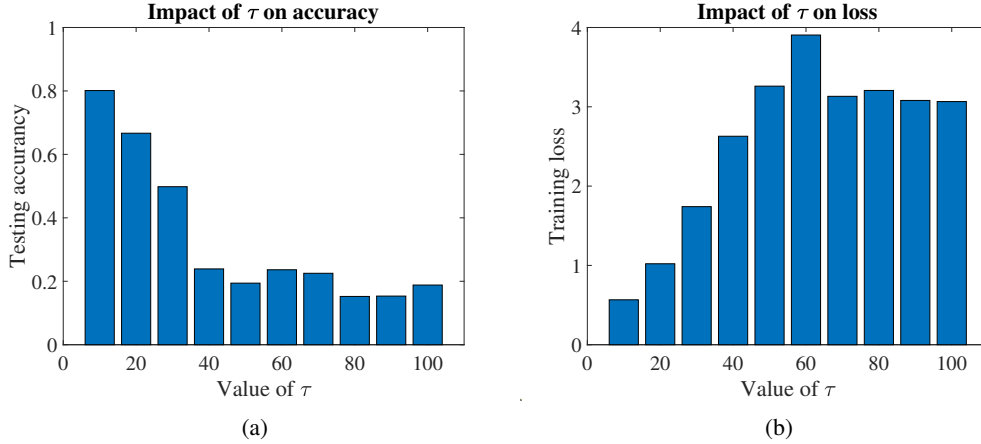 Impact of τ on accuracy
1
0.8
0.6
0.4
0.2
0
Testing accurancy
0 20 40 60 80 100
Value of τ
(a)
Impact of τ on loss
4
3
2
1
0
Training loss
0 20 40 60 80 100
Value of τ
.
(b)